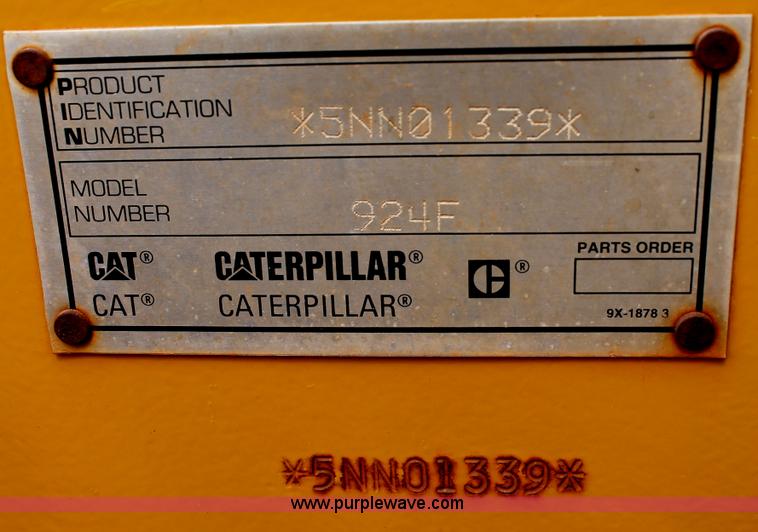 PRODUCT
IDENTIFICATION
NUMBER *5NN01339*
MODEL
NUMBER 924F
CAT® CATERPILLAR® C® PARTS ORDER
CAT® CATERPILLAR® 9X-1878 3
*5NN01339*
www.purplewave.com